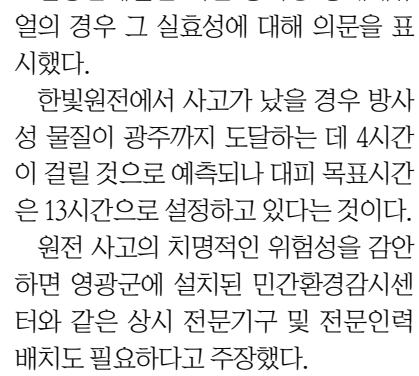 얼의 경우 그 실효성에 대해 의문을 표
시했다.
한빛원전에서 사고가 났을 경우 방사
성 물질이 광주까지 도달하는 데 4시간
이 걸릴 것으로 예측되나 대피 목표시간
은 13시간으로 설정하고 있다는 것이다.
원전 사고의 치명적인 위험성을 감안
하면 영광군에 설치된 민간환경감시센
터와 같은 상시 전문기구 및 전문인력
배치도 필요하다고 주장했다.